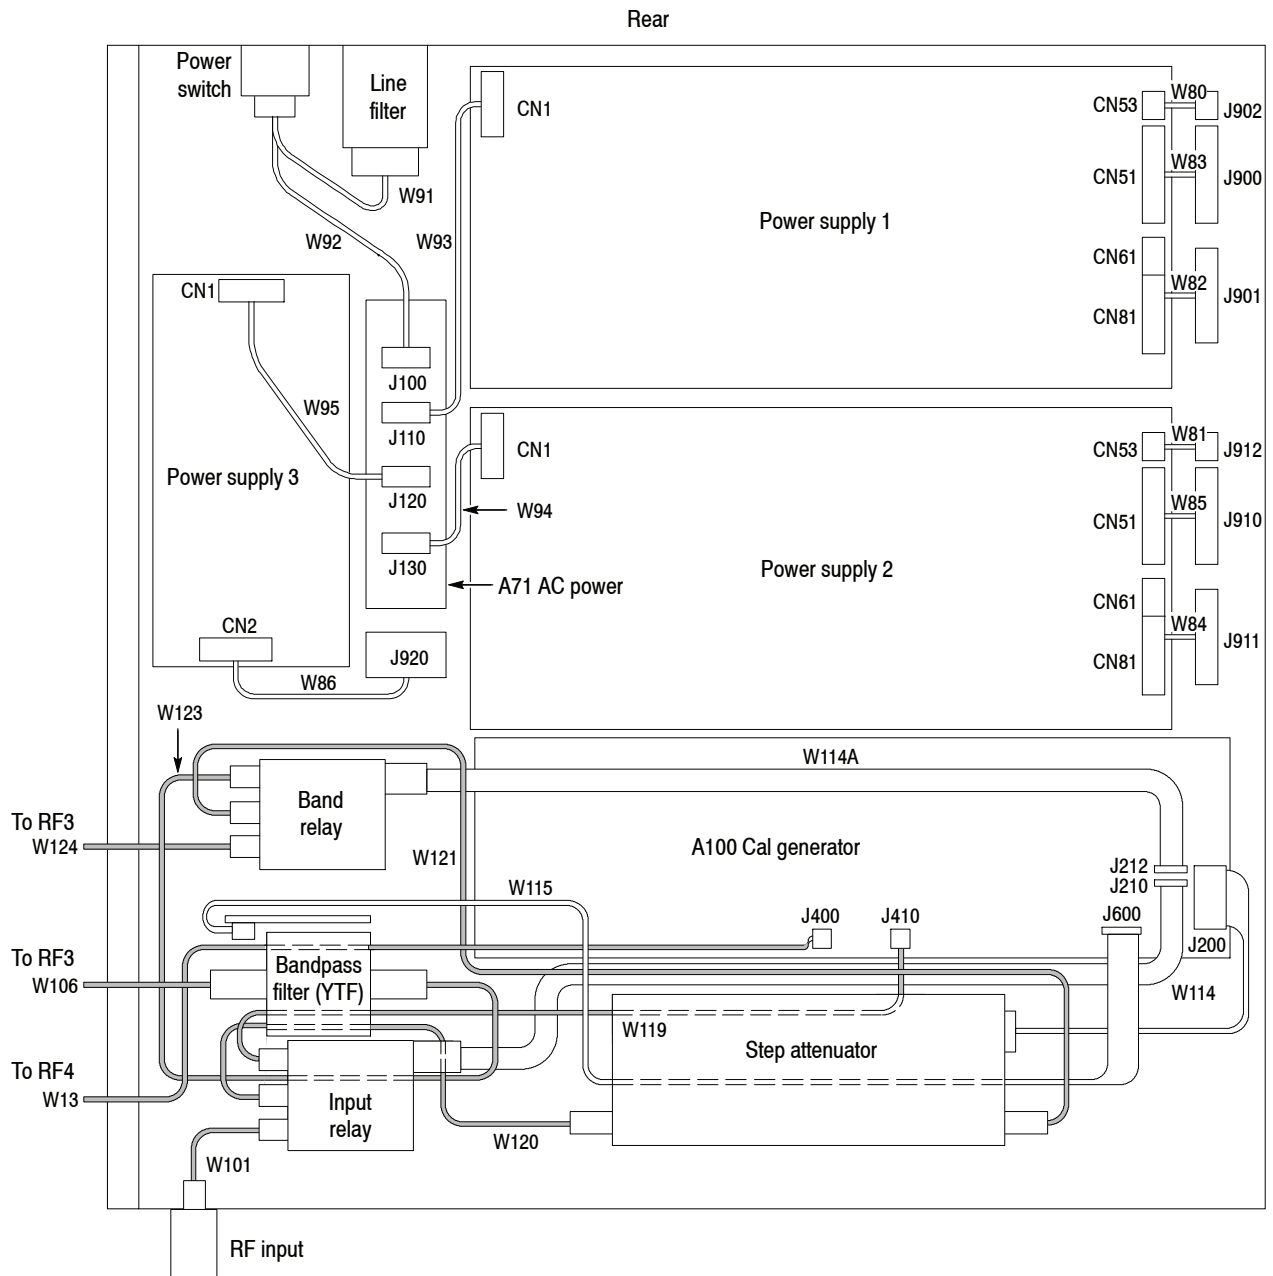 Rear
Power
switch
Line
filter
CN1
CN53
W80
J902
W91
CN51
W83
J900
Power supply 1
W92
W93
CN61
W82
J901
CN81
CN1
J100
W95
J110
CN1
CN53
W81
J912
Power supply 3
J120
W94
CN51
W85
J910
J130
A71 AC power
Power supply 2
CN61
W84
J911
CN2
J920
CN81
W86
W123
W114A
Band
relay
To RF3
W124
W121
A100 Cal generator
J212
J210
W115
J400
J410
J600
J200
To RF3
W106
Bandpass
filter (YTF)
W114
W119
Step attenuator
To RF4
W13
Input
relay
W120
W101
RF input